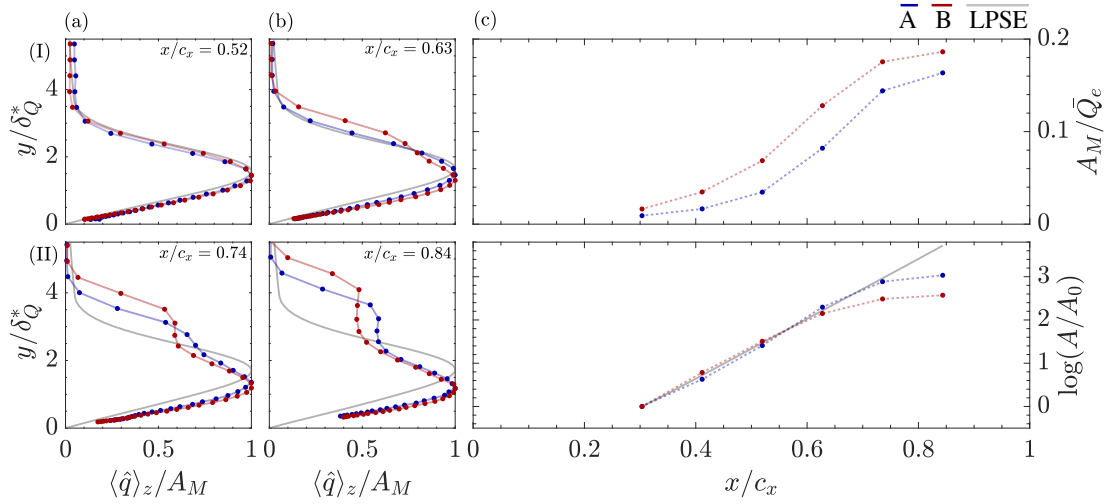 (a) (b) (c) A B LPSE
(I) x/c_x = 0.52 x/c_x = 0.63
y/δ*_Q
4
2
0
0.2
0.1
0
A_M/Q̄_e
(II) x/c_x = 0.74 x/c_x = 0.84
y/δ*_Q
4
2
0
3
2
1
0
log(A/A_0)
0 0.5 1 0 0.5 1 0 0.2 0.4 0.6 0.8 1
⟨q̂⟩_z/A_M ⟨q̂⟩_z/A_M x/c_x